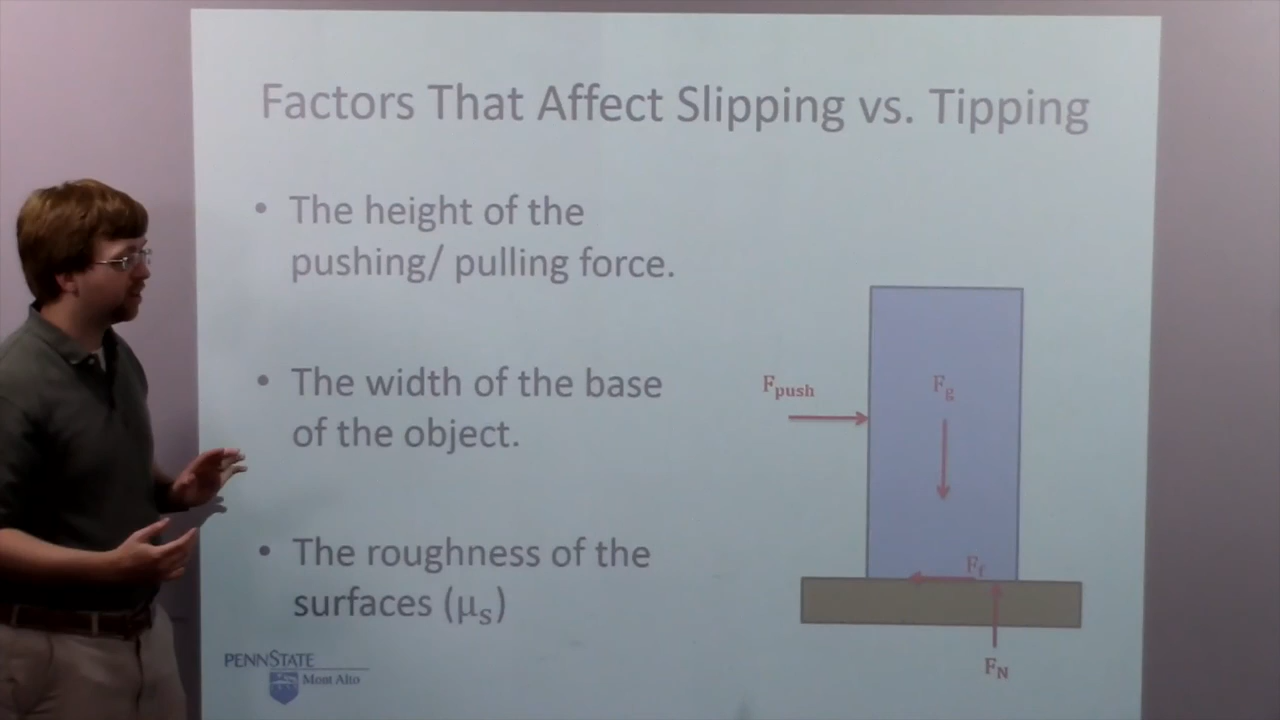 Factors That Affect Slipping vs. Tipping
• The height of the
pushing/ pulling force.
• The width of the base
of the object.
• The roughness of the
surfaces (μs)
Fpush
Fg
Ff
FN
PENNSTATE
Mont Alto